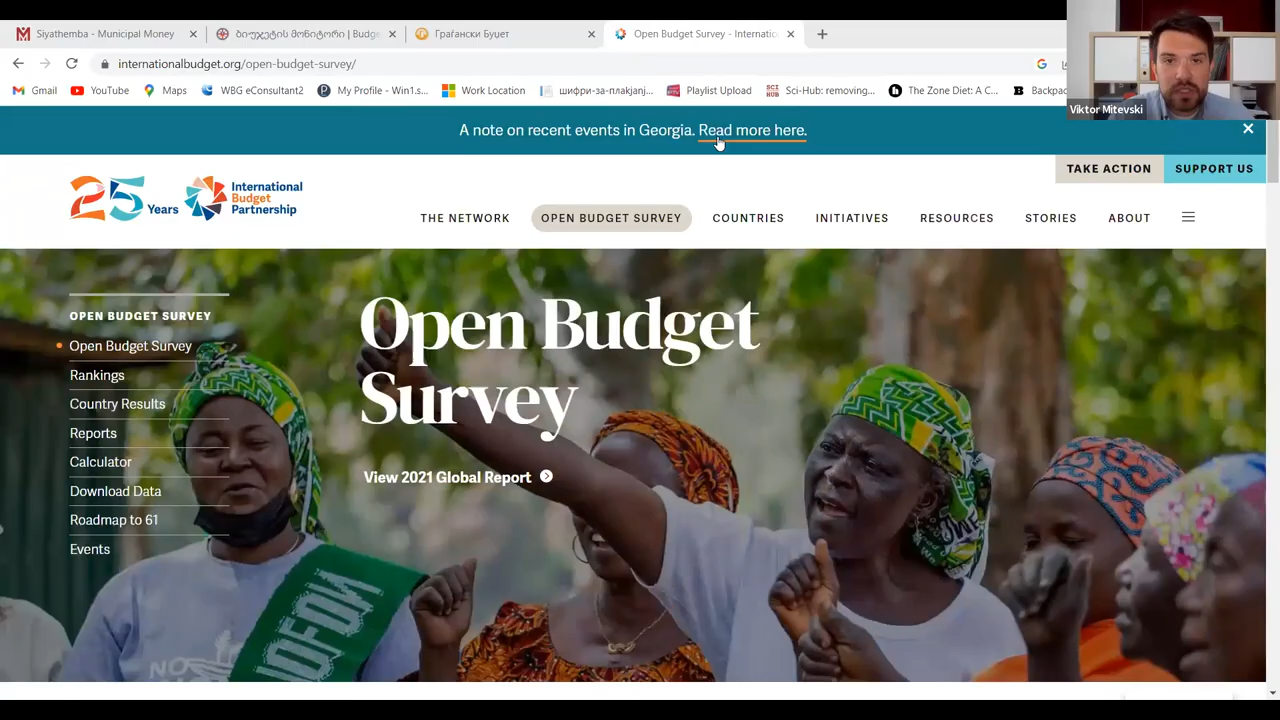 Siyathemba - Municipal Money
ბიუჯეტის მონიტორი | Budge
Граѓански Буџет
Open Budget Survey - Internatio
internationalbudget.org/open-budget-survey/
Gmail
YouTube
Maps
WBG eConsultant2
My Profile - Win1.s...
Work Location
шифри-за-плакјanj...
Playlist Upload
SCI HUB
Sci-Hub: removing...
The Zone Diet: A C...
Backpa
Viktor Mitevski
A note on recent events in Georgia. Read more here.
TAKE ACTION
SUPPORT US
25 Years
International
Budget
Partnership
THE NETWORK
OPEN BUDGET SURVEY
COUNTRIES
INITIATIVES
RESOURCES
STORIES
ABOUT
OPEN BUDGET SURVEY
Open Budget Survey
Rankings
Country Results
Reports
Calculator
Download Data
Roadmap to 61
Events
Open Budget
Survey
View 2021 Global Report